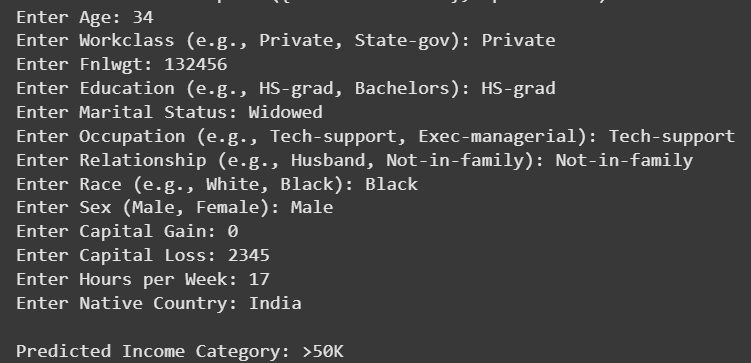 Enter Age: 34
Enter Workclass (e.g., Private, State-gov): Private
Enter Fnlwgt: 132456
Enter Education (e.g., HS-grad, Bachelors): HS-grad
Enter Marital Status: Widowed
Enter Occupation (e.g., Tech-support, Exec-managerial): Tech-support
Enter Relationship (e.g., Husband, Not-in-family): Not-in-family
Enter Race (e.g., White, Black): Black
Enter Sex (Male, Female): Male
Enter Capital Gain: 0
Enter Capital Loss: 2345
Enter Hours per Week: 17
Enter Native Country: India
Predicted Income Category: >50K